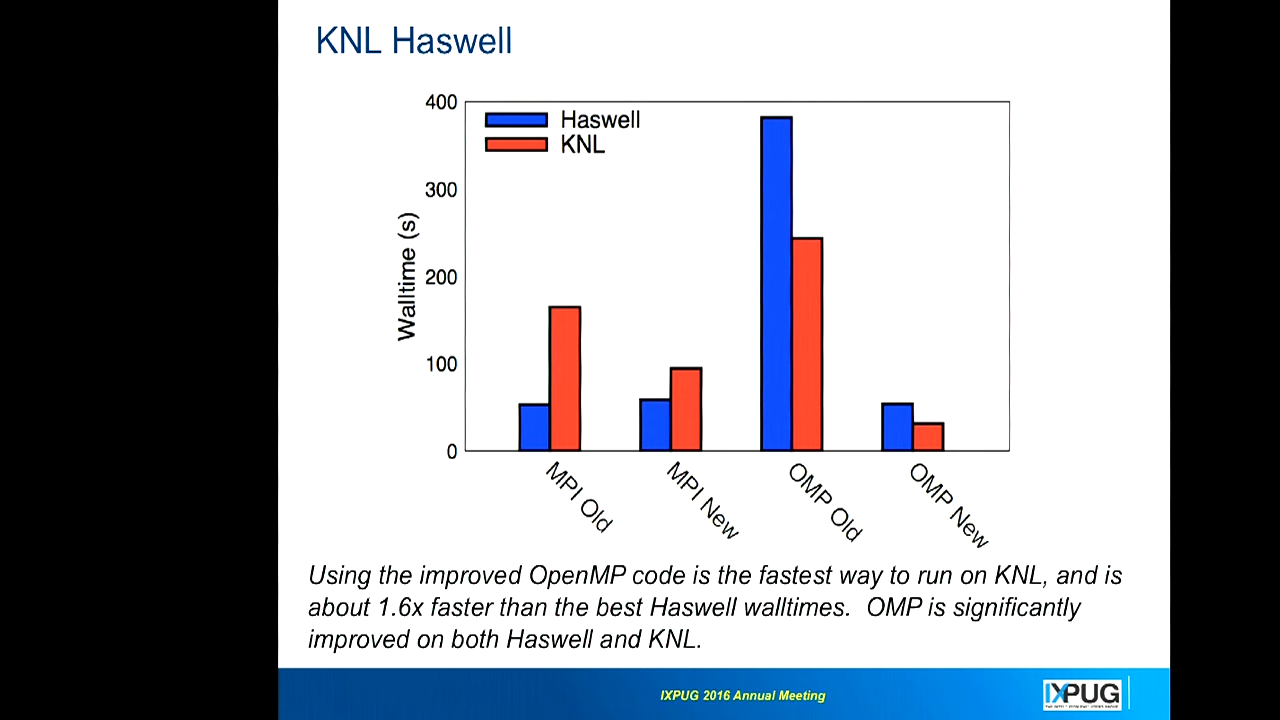 KNL Haswell
400
300
200
100
0
Walltime (s)
Haswell
KNL
MPI Old
MPI New
OMP Old
OMP New
Using the improved OpenMP code is the fastest way to run on KNL, and is
about 1.6x faster than the best Haswell walltimes. OMP is significantly
improved on both Haswell and KNL.
IXPUG 2016 Annual Meeting
IXPUG